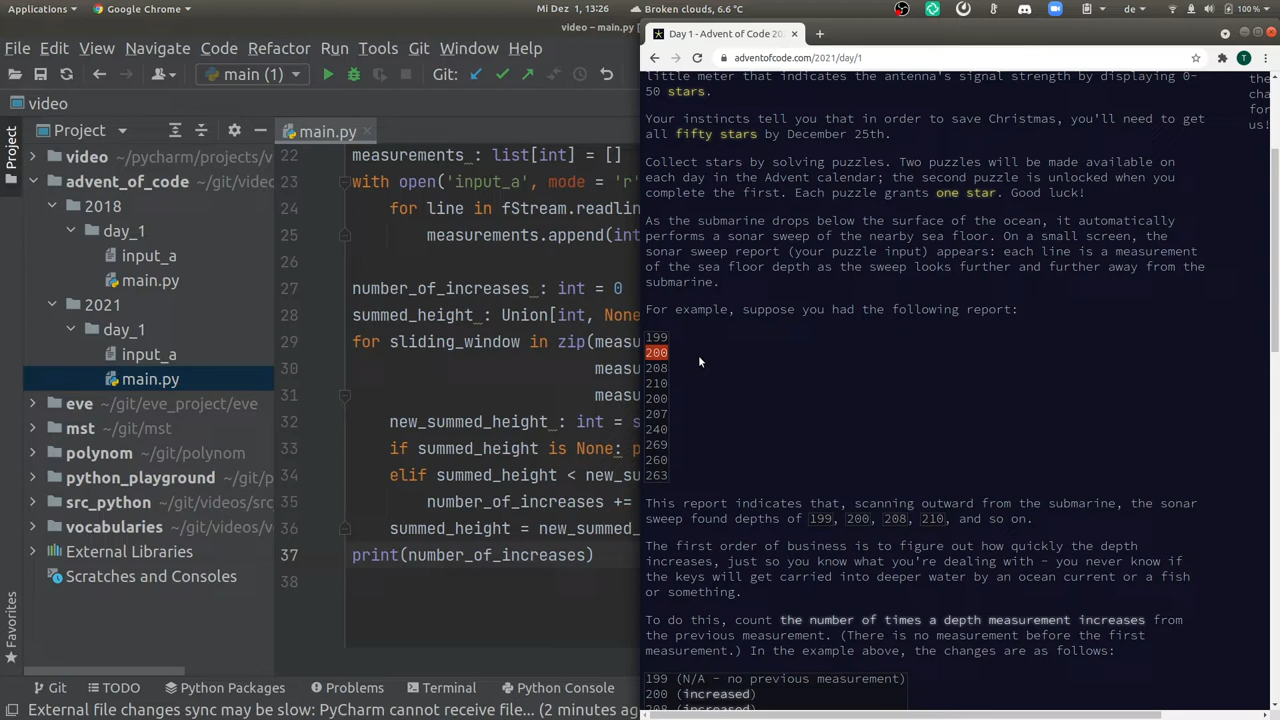 Applications
Google Chrome
Mi Dez 1, 13:26
Broken clouds, 6.6 °C
de
100 %
video – main.py
File Edit View Navigate Code Refactor Run Tools Git Window
main (1)
Git:
video
Project
main.py
video ~/pycharm/projects/v
advent_of_code ~/git/video
2018
day_1
input_a
main.py
2021
day_1
input_a
main.py
eve ~/git/eve_project/eve
mst ~/git/mst
polynom ~/git/polynom
python_playground ~/git/
src_python ~/git/videos/v
vocabularies ~/git/videos/
External Libraries
Scratches and Consoles
Project
Structure
Favorites
22 measurements_: list[int] = []
23 with open('input_a', mode = 'r'
24 for line in fStream.readlin
25 measurements.append(int
26
27 number_of_increases_: int = 0
28 summed_height_: Union[int, None
29 for sliding_window in zip(measu
30 measu
31 measu
32 new_summed_height_: int = s
33 if summed_height is None: p
34 elif summed_height < new_su
35 number_of_increases +=
36 summed_height = new_summed_
37 print(number_of_increases)
38
Git TODO Python Packages Problems Terminal Python Console
External file changes sync may be slow: PyCharm cannot receive file... (2 minutes ago)
Day 1 - Advent of Code 20
adventofcode.com/2021/day/1
T
little meter that indicates the antenna's signal strength by displaying 0-
50 stars.
Your instincts tell you that in order to save Christmas, you'll need to get
all fifty stars by December 25th.
Collect stars by solving puzzles. Two puzzles will be made available on
each day in the Advent calendar; the second puzzle is unlocked when you
complete the first. Each puzzle grants one star. Good luck!
As the submarine drops below the surface of the ocean, it automatically
performs a sonar sweep of the nearby sea floor. On a small screen, the
sonar sweep report (your puzzle input) appears: each line is a measurement
of the sea floor depth as the sweep looks further and further away from the
submarine.
For example, suppose you had the following report:
199
200
208
210
200
207
240
269
260
263
This report indicates that, scanning outward from the submarine, the sonar
sweep found depths of 199, 200, 208, 210, and so on.
The first order of business is to figure out how quickly the depth
increases, just so you know what you're dealing with - you never know if
the keys will get carried into deeper water by an ocean current or a fish
or something.
To do this, count the number of times a depth measurement increases from
the previous measurement. (There is no measurement before the first
measurement.) In the example above, the changes are as follows:
199 (N/A - no previous measurement)
200 (increased)
208 (increased)
the
cha
for
us!